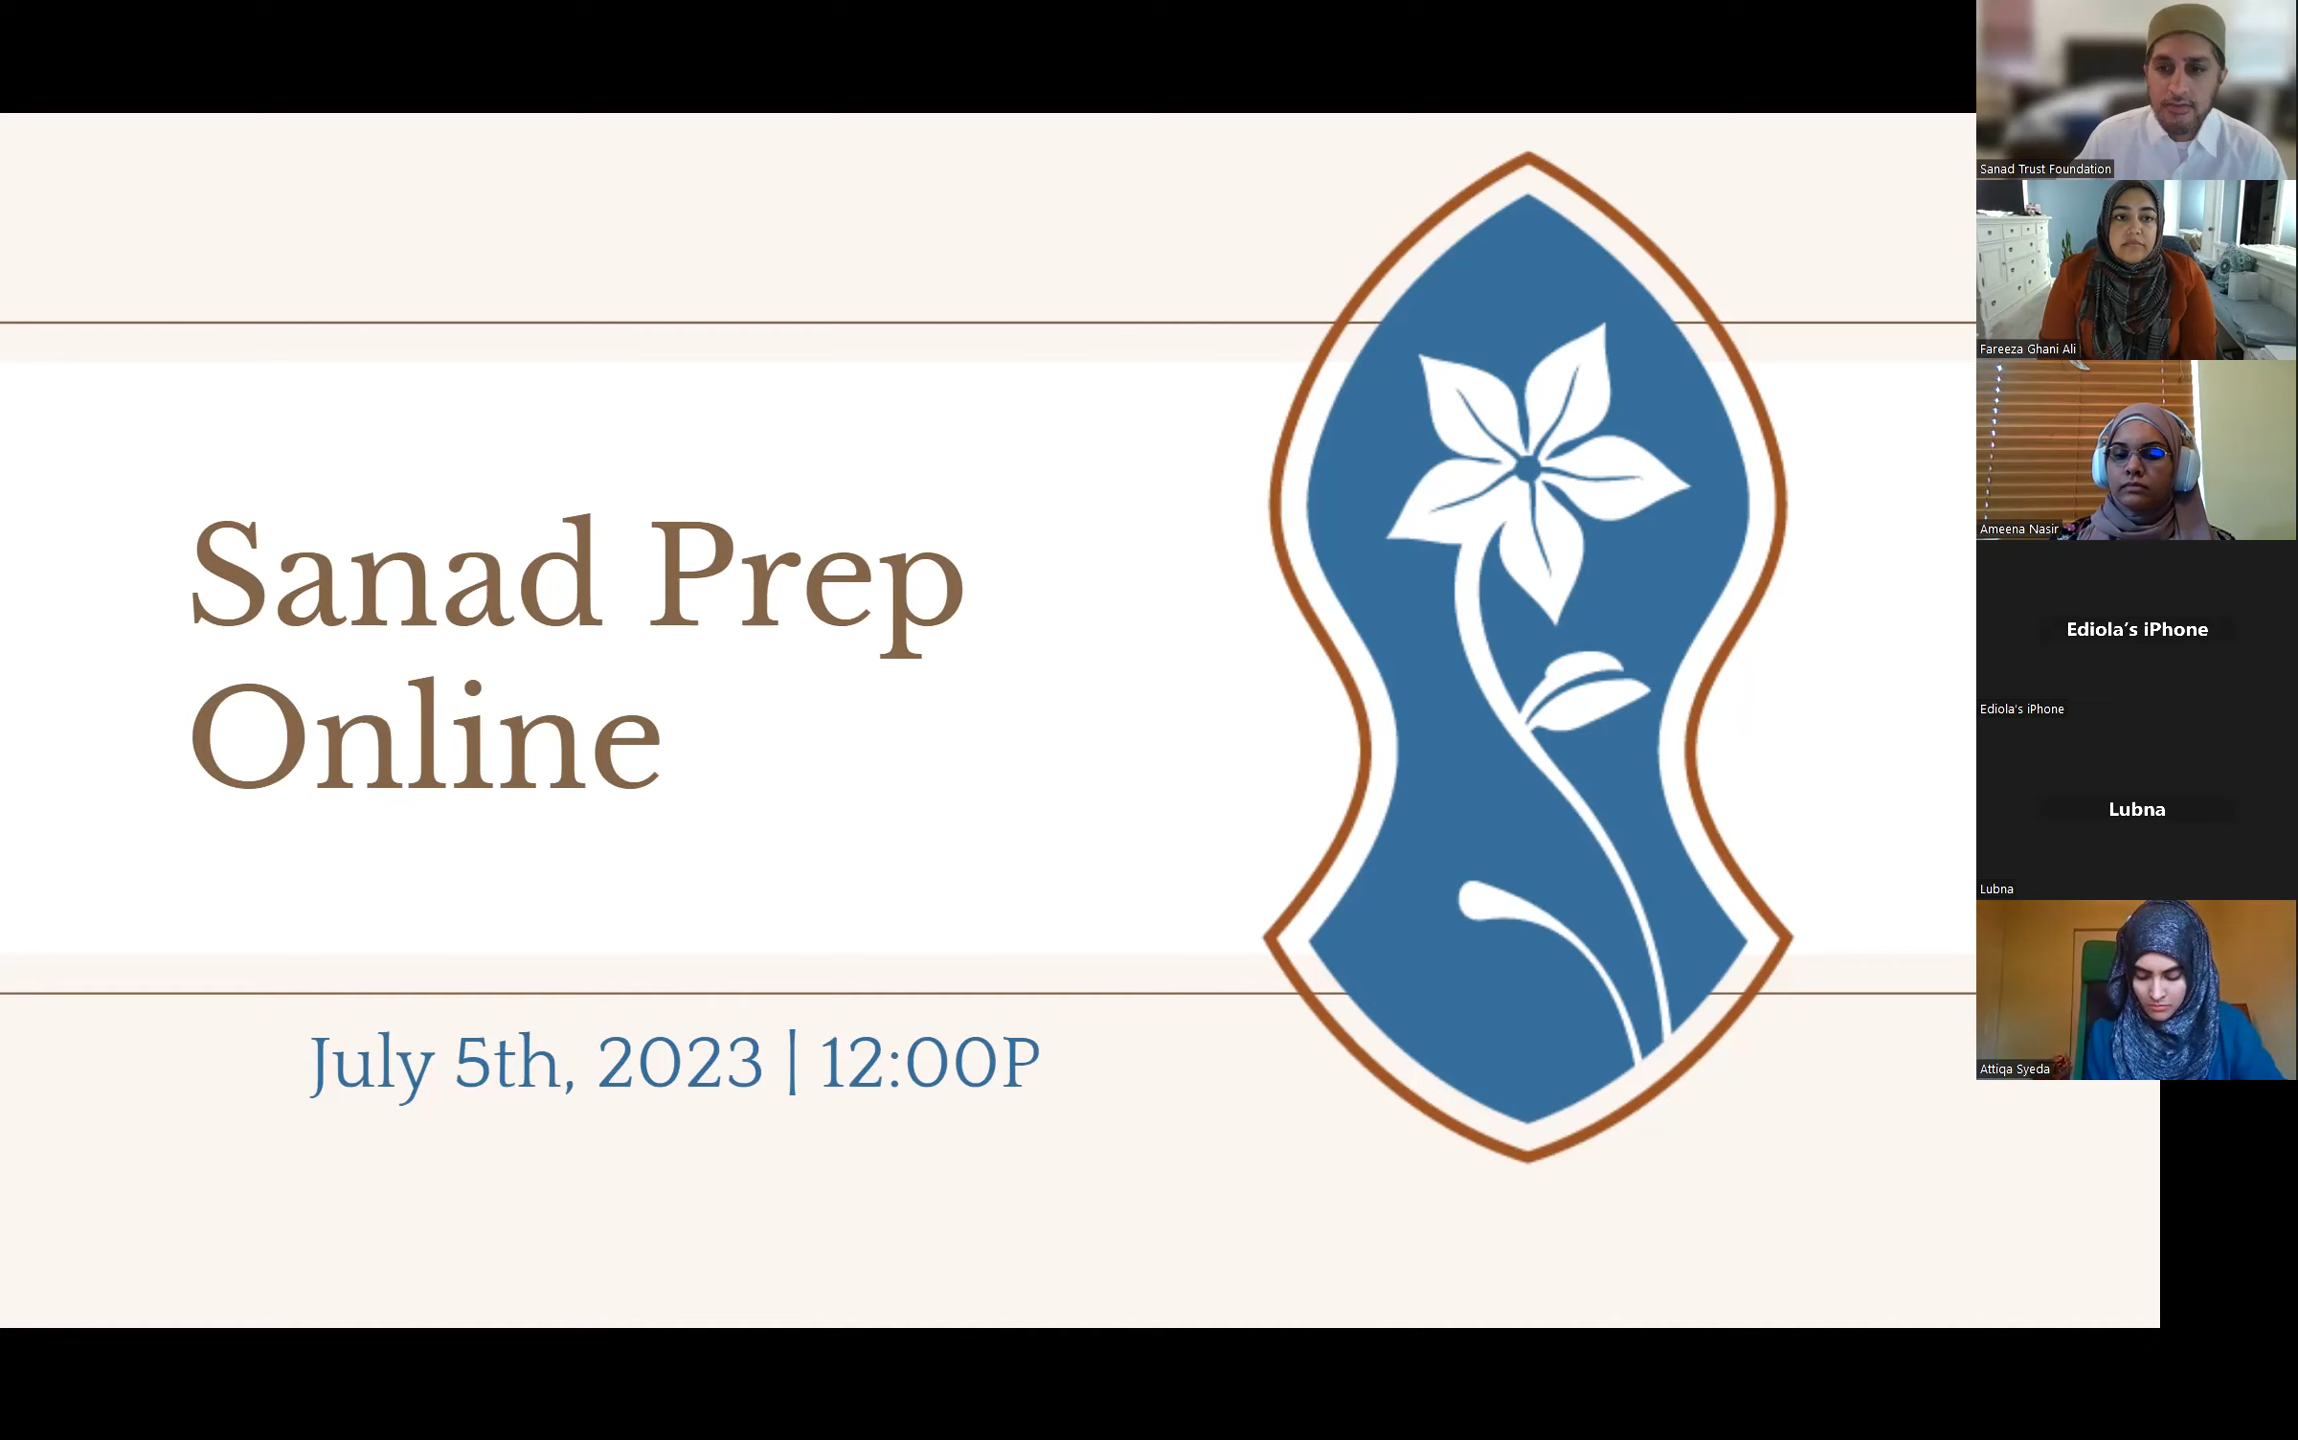 Sanad Prep
Online
July 5th, 2023 | 12:00P
Sanad Trust Foundation
Fareeza Ghani Ali
Ameena Nasir
Ediola's iPhone
Ediola's iPhone
Lubna
Lubna
Attiqa Syeda